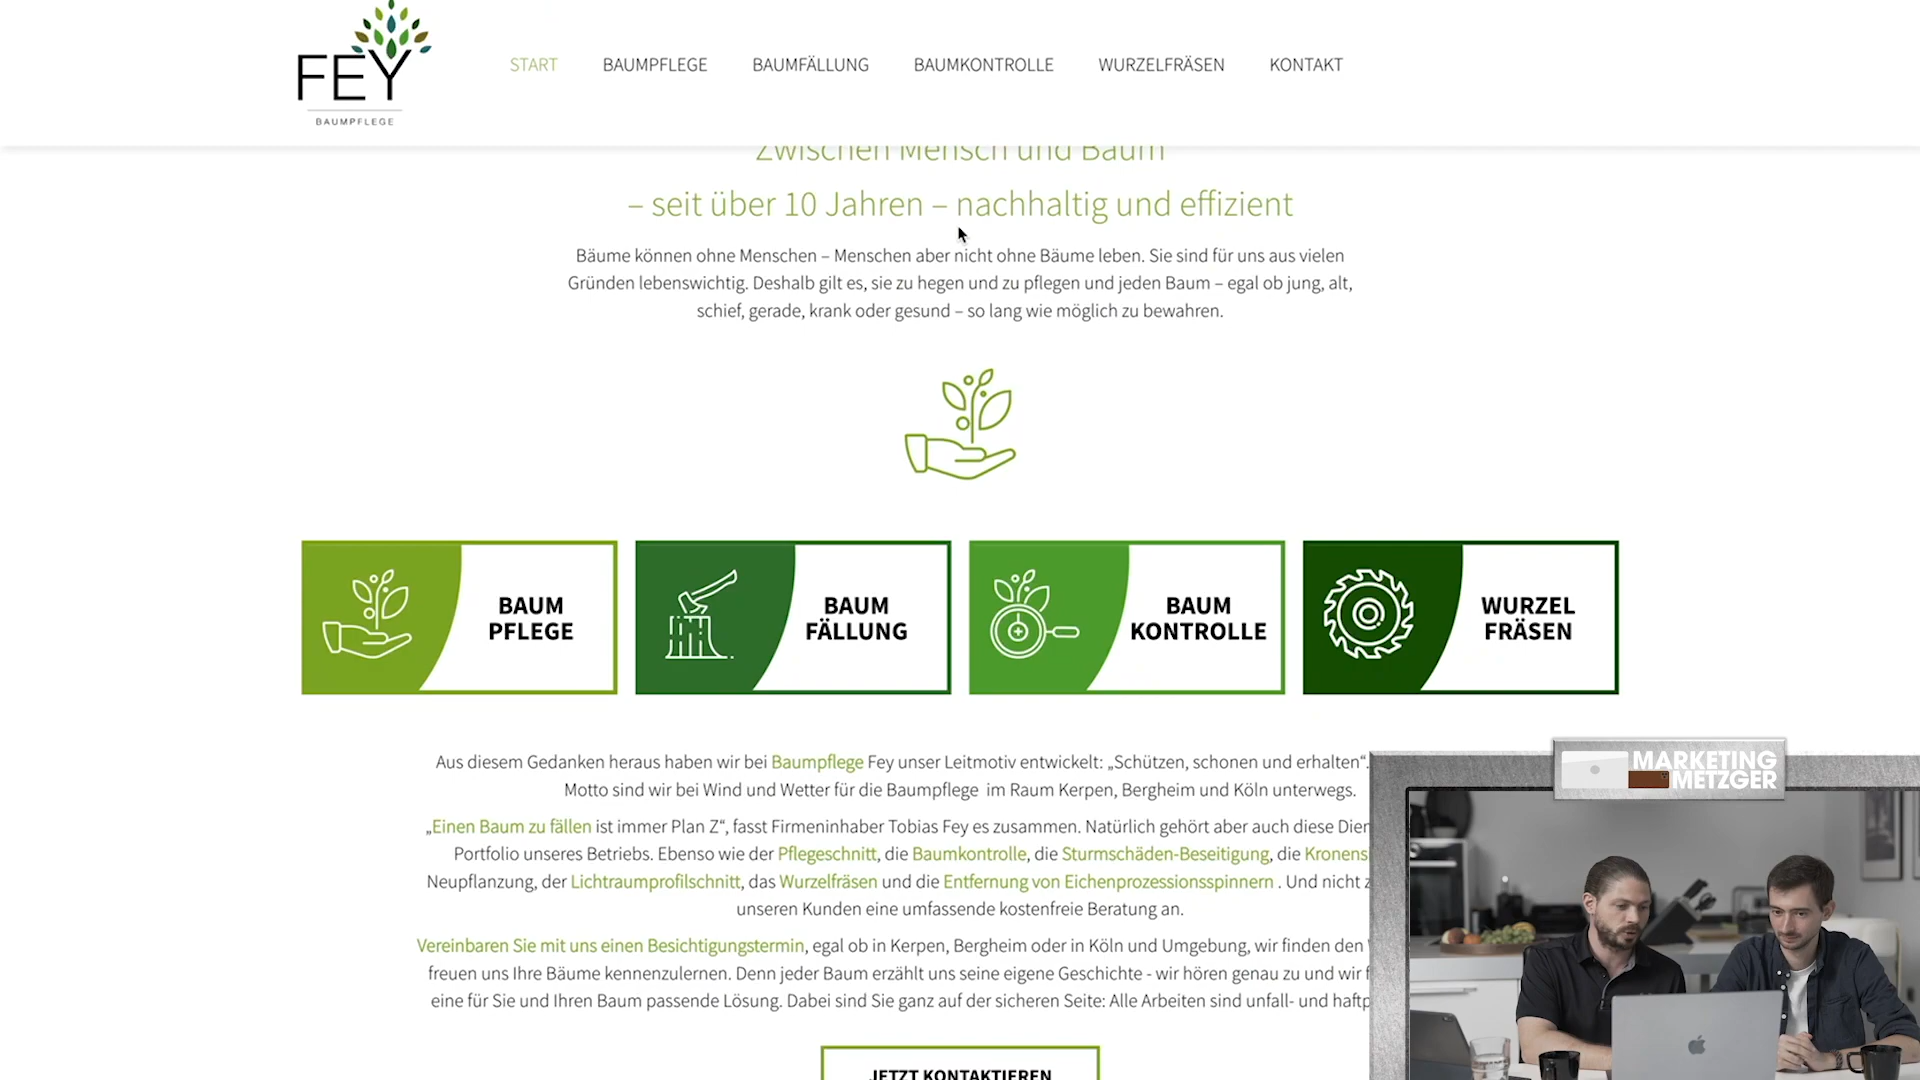 FEY
BAUMPFLEGE
START BAUMPFLEGE BAUMFÄLLUNG BAUMKONTROLLE WURZELFRÄSEN KONTAKT
Zwischen Mensch und Baum
– seit über 10 Jahren – nachhaltig und effizient
Bäume können ohne Menschen – Menschen aber nicht ohne Bäume leben. Sie sind für uns aus vielen
Gründen lebenswichtig. Deshalb gilt es, sie zu hegen und zu pflegen und jeden Baum – egal ob jung, alt,
schief, gerade, krank oder gesund – so lang wie möglich zu bewahren.
BAUM
PFLEGE
BAUM
FÄLLUNG
BAUM
KONTROLLE
WURZEL
FRÄSEN
Aus diesem Gedanken heraus haben wir bei Baumpflege Fey unser Leitmotiv entwickelt: „Schützen, schonen und erhalten“.
Motto sind wir bei Wind und Wetter für die Baumpflege im Raum Kerpen, Bergheim und Köln unterwegs.
„Einen Baum zu fällen ist immer Plan Z“, fasst Firmeninhaber Tobias Fey es zusammen. Natürlich gehört aber auch diese Dien
Portfolio unseres Betriebs. Ebenso wie der Pflegeschnitt, die Baumkontrolle, die Sturmschäden-Beseitigung, die Kronens
Neupflanzung, der Lichtraumprofilschnitt, das Wurzelfräsen und die Entfernung von Eichenprozessionsspinnern . Und nicht z
unseren Kunden eine umfassende kostenfreie Beratung an.
Vereinbaren Sie mit uns einen Besichtigungstermin, egal ob in Kerpen, Bergheim oder in Köln und Umgebung, wir finden den
freuen uns Ihre Bäume kennenzulernen. Denn jeder Baum erzählt uns seine eigene Geschichte - wir hören genau zu und wir f
eine für Sie und Ihren Baum passende Lösung. Dabei sind Sie ganz auf der sicheren Seite: Alle Arbeiten sind unfall- und haftp
JETZT KONTAKTIEREN
MARKETING
METZGER